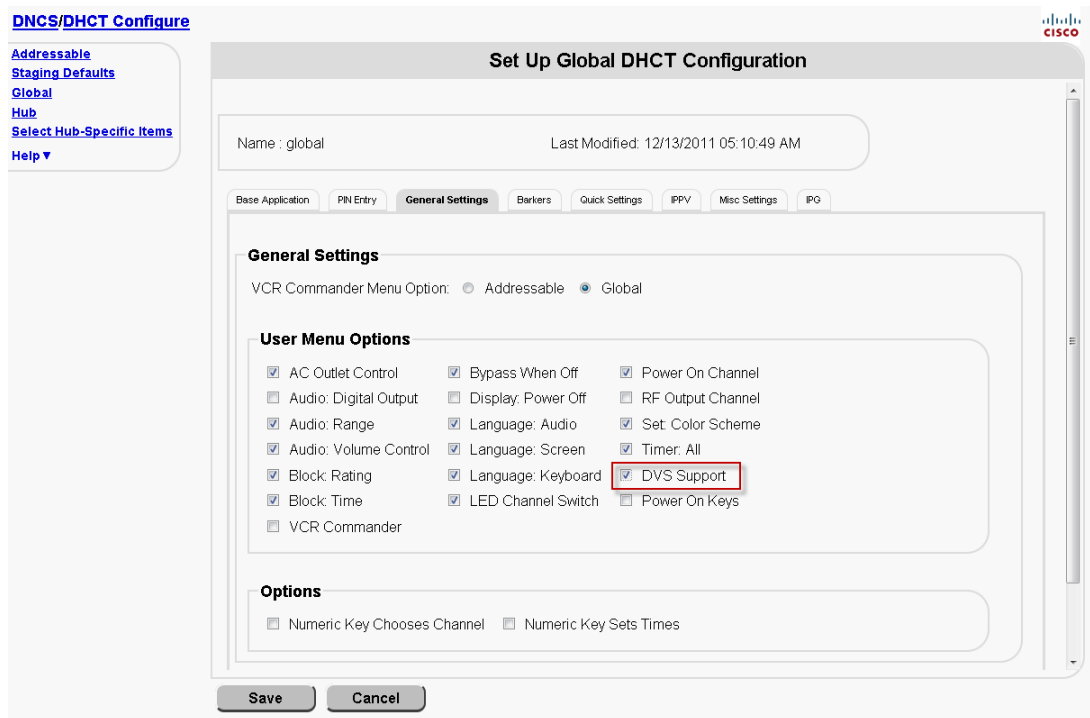 DNCS/DHCT Configure
CISCO
Addressable
Staging Defaults
Global
Hub
Select Hub-Specific Items
Help ▼
Set Up Global DHCT Configuration
Name : global Last Modified: 12/13/2011 05:10:49 AM
Base Application PIN Entry General Settings Barkers Quick Settings IPPV Misc Settings IPG
General Settings
VCR Commander Menu Option: Addressable Global
User Menu Options
AC Outlet Control Bypass When Off Power On Channel
Audio: Digital Output Display: Power Off RF Output Channel
Audio: Range Language: Audio Set: Color Scheme
Audio: Volume Control Language: Screen Timer: All
Block: Rating Language: Keyboard DVS Support
Block: Time LED Channel Switch Power On Keys
VCR Commander
Options
Numeric Key Chooses Channel Numeric Key Sets Times
Save Cancel